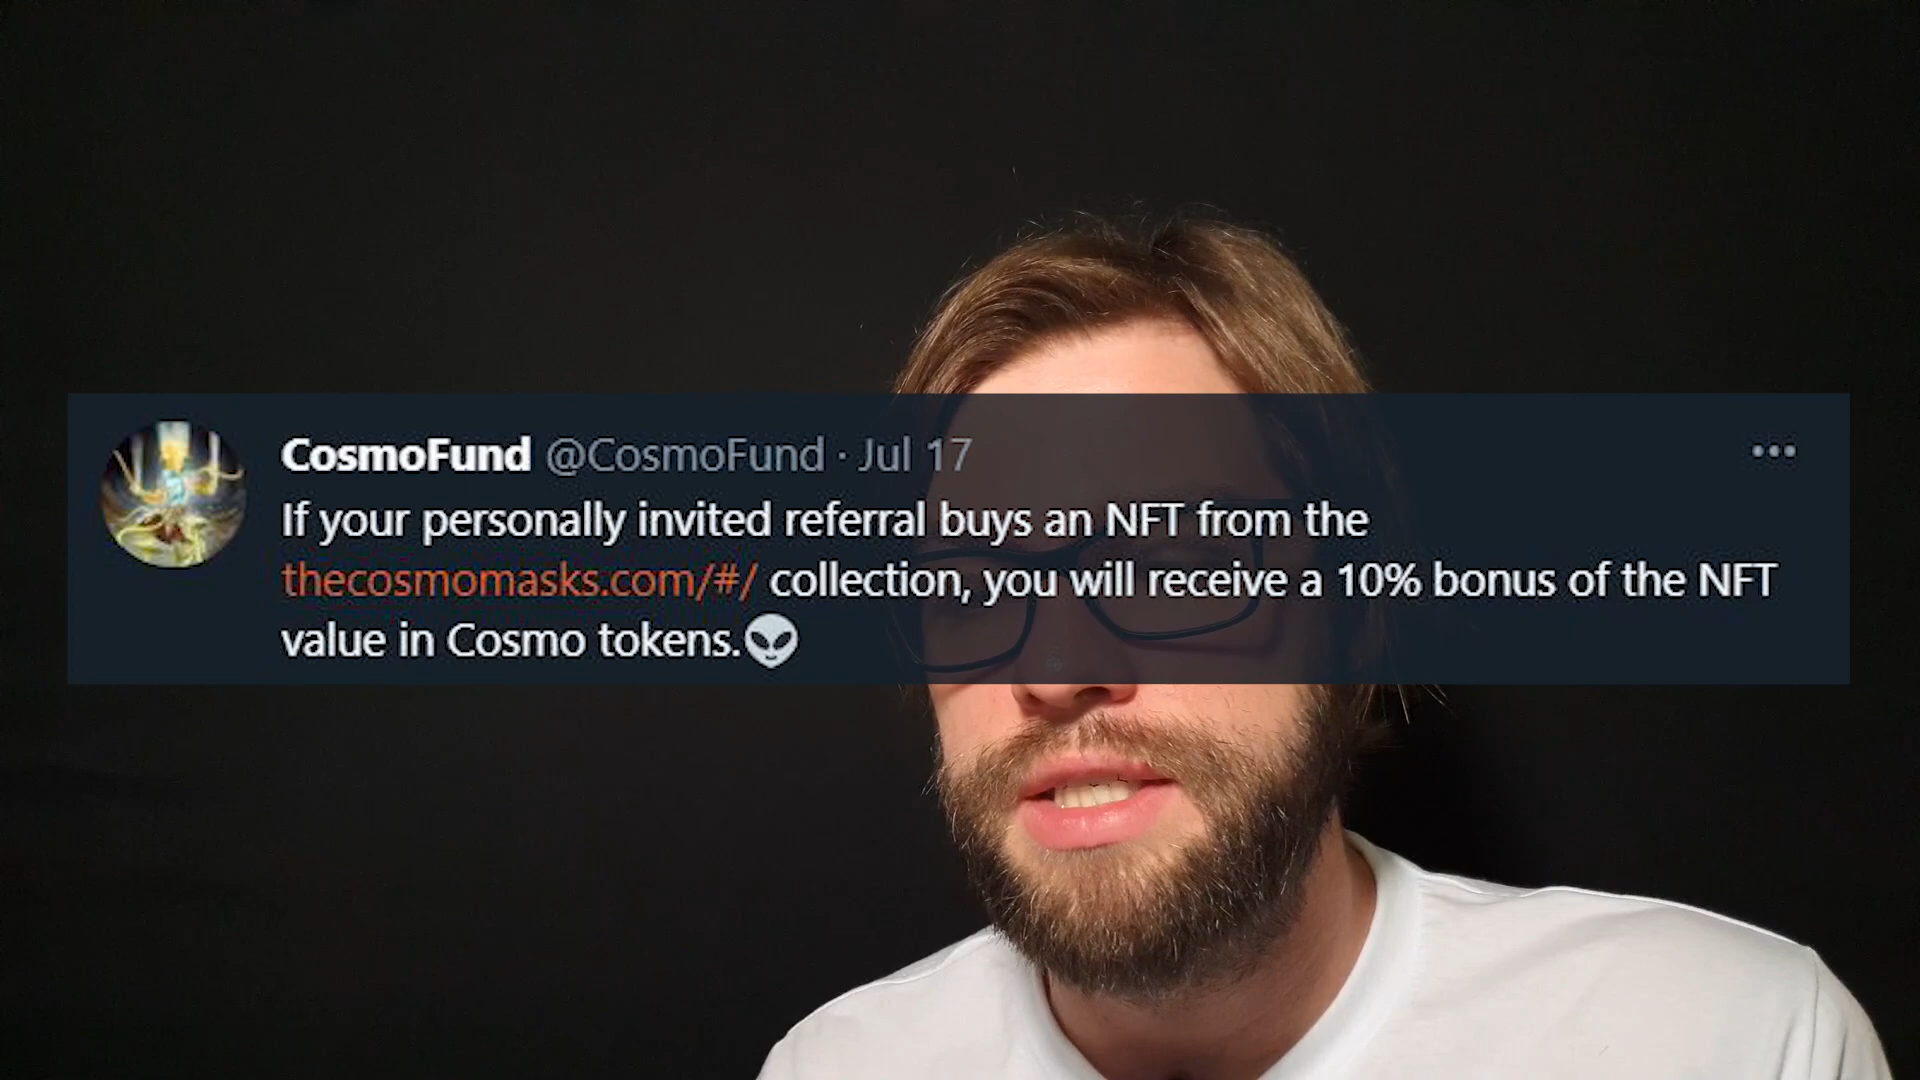 CosmoFund @CosmoFund · Jul 17
If your personally invited referral buys an NFT from the
thecosmomasks.com/#/ collection, you will receive a 10% bonus of the NFT
value in Cosmo tokens.👽